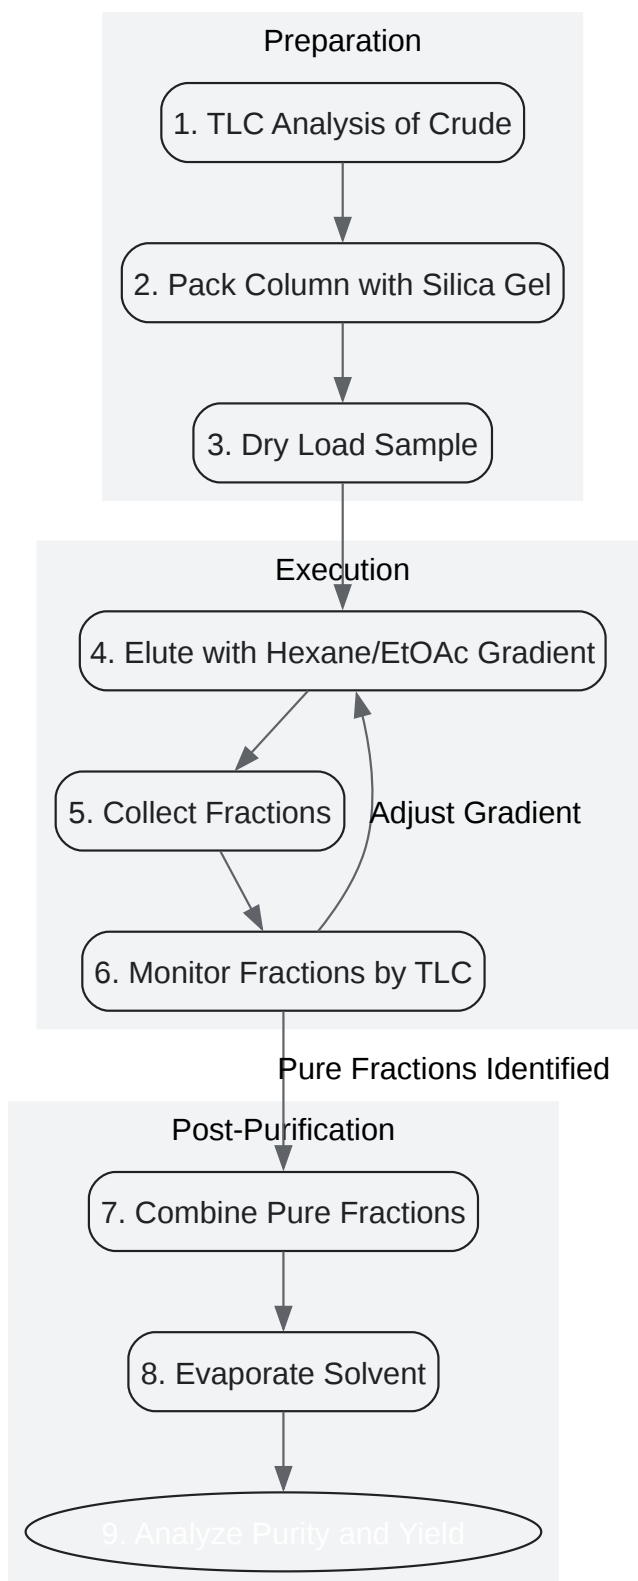 Preparation
1. TLC Analysis of Crude
2. Pack Column with Silica Gel
3. Dry Load Sample
Execution
4. Elute with Hexane/EtOAc Gradient
5. Collect Fractions
Adjust Gradient
6. Monitor Fractions by TLC
Pure Fractions Identified
Post-Purification
7. Combine Pure Fractions
8. Evaporate Solvent
9. Analyze Purity and Yield